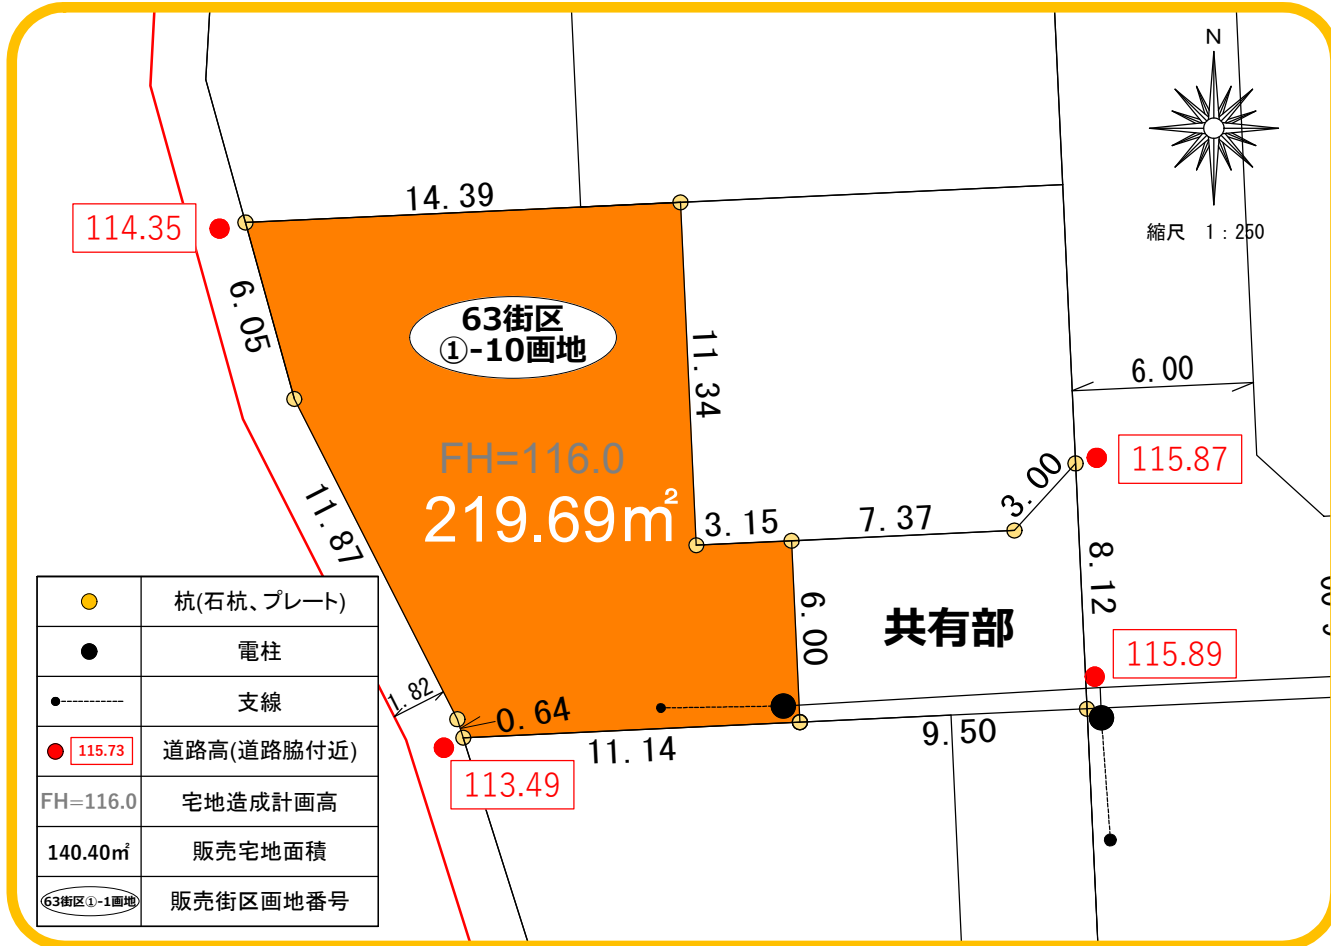 N
縮尺 1:250
14.39
114.35
6.05
63街区
①-10画地
11.34
6.00
FH=116.0
219.69㎡
115.87
3.00
3.15
7.37
11.87
8.12
6.00
共有部
115.89
1.82
0.64
11.14
9.50
113.49
杭(石杭、プレート)
電柱
支線
115.73
道路高(道路脇付近)
FH=116.0
宅地造成計画高
140.40㎡
販売宅地面積
63街区①-1画地
販売街区画地番号